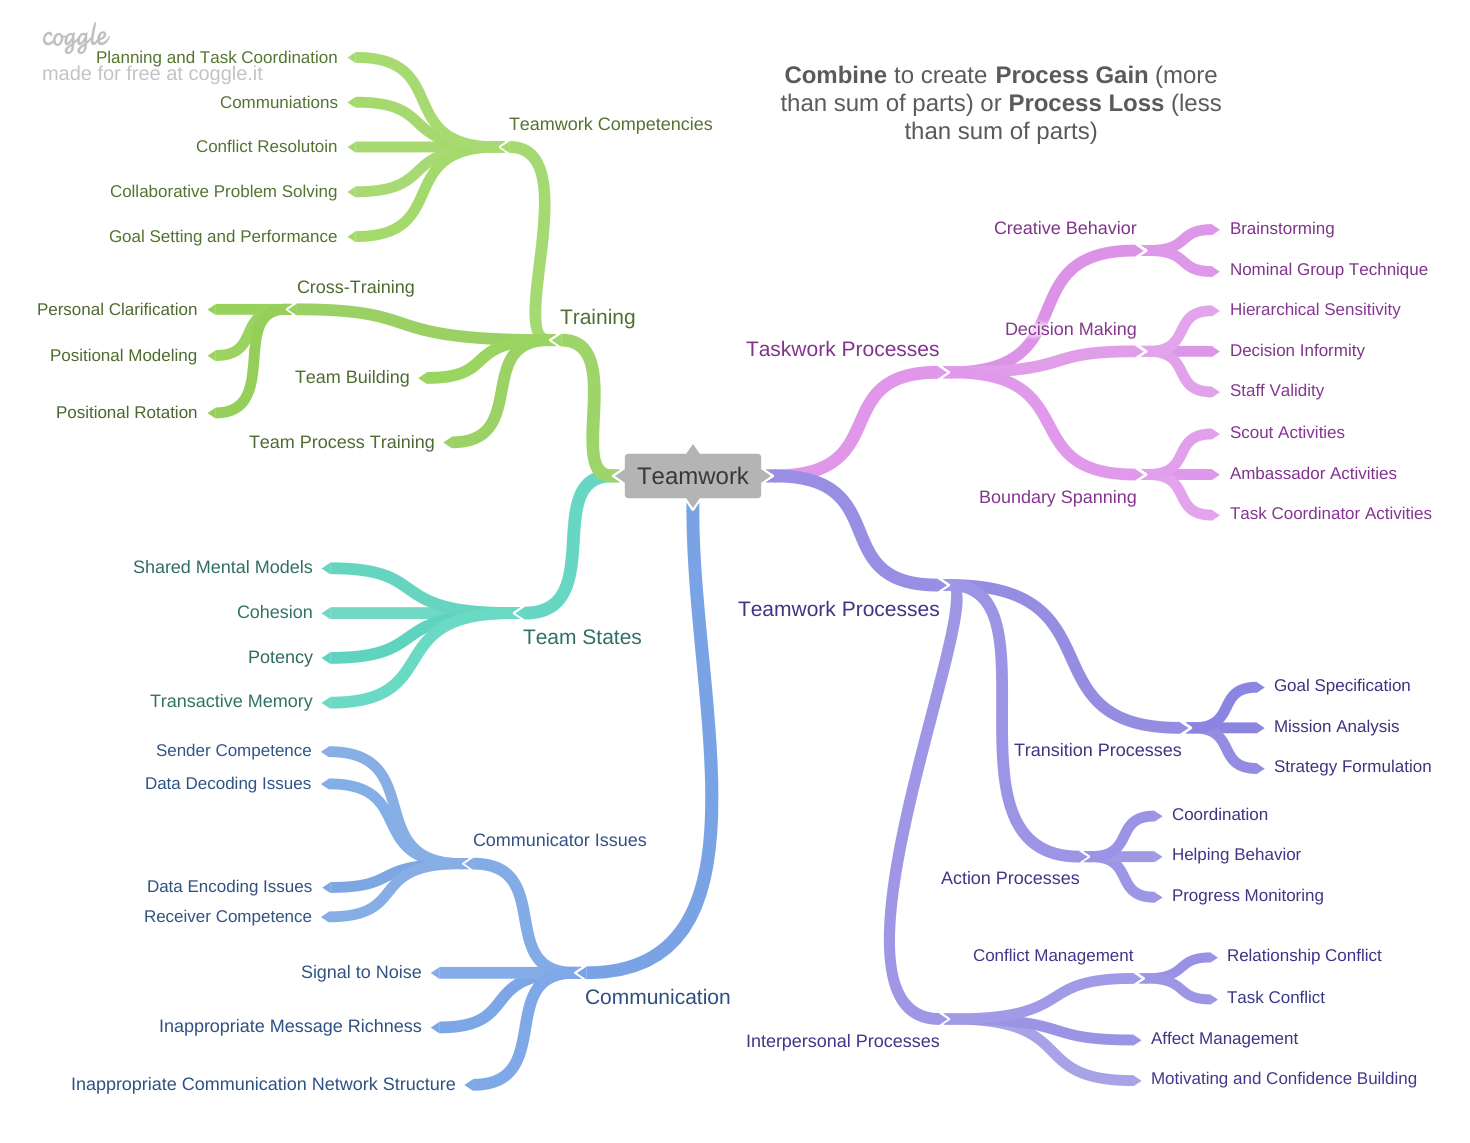 coggle
made for free at coggle.it
Combine to create Process Gain (more
than sum of parts) or Process Loss (less
than sum of parts)
Teamwork
Training
Teamwork Competencies
Planning and Task Coordination
Communiations
Conflict Resolutoin
Collaborative Problem Solving
Goal Setting and Performance
Cross-Training
Personal Clarification
Positional Modeling
Positional Rotation
Team Building
Team Process Training
Team States
Shared Mental Models
Cohesion
Potency
Transactive Memory
Communication
Communicator Issues
Sender Competence
Data Decoding Issues
Data Encoding Issues
Receiver Competence
Signal to Noise
Inappropriate Message Richness
Inappropriate Communication Network Structure
Taskwork Processes
Creative Behavior
Brainstorming
Nominal Group Technique
Decision Making
Hierarchical Sensitivity
Decision Informity
Staff Validity
Boundary Spanning
Scout Activities
Ambassador Activities
Task Coordinator Activities
Teamwork Processes
Transition Processes
Goal Specification
Mission Analysis
Strategy Formulation
Action Processes
Coordination
Helping Behavior
Progress Monitoring
Interpersonal Processes
Conflict Management
Relationship Conflict
Task Conflict
Affect Management
Motivating and Confidence Building